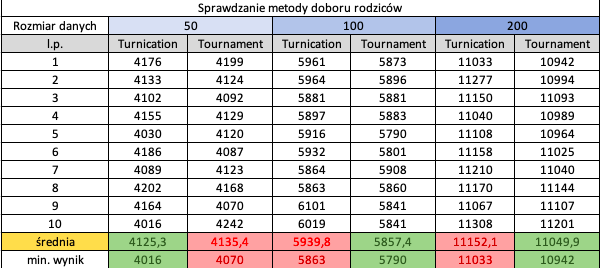 Sprawdzanie metody doboru rodziców
Rozmiar danych 50 100 200
l.p. Turnication Tournament Turnication Tournament Turnication Tournament
1 4176 4199 5961 5873 11033 10942
2 4133 4124 5964 5896 11277 10994
3 4102 4092 5881 5881 11150 11093
4 4155 4129 5897 5883 11040 10989
5 4030 4120 5916 5790 11108 10964
6 4186 4087 5932 5801 11158 11025
7 4089 4123 5864 5908 11210 11040
8 4202 4168 5863 5860 11170 11144
9 4164 4070 6101 5841 11067 11107
10 4016 4242 6019 5841 11308 11201
średnia 4125,3 4135,4 5939,8 5857,4 11152,1 11049,9
min. wynik 4016 4070 5863 5790 11033 10942